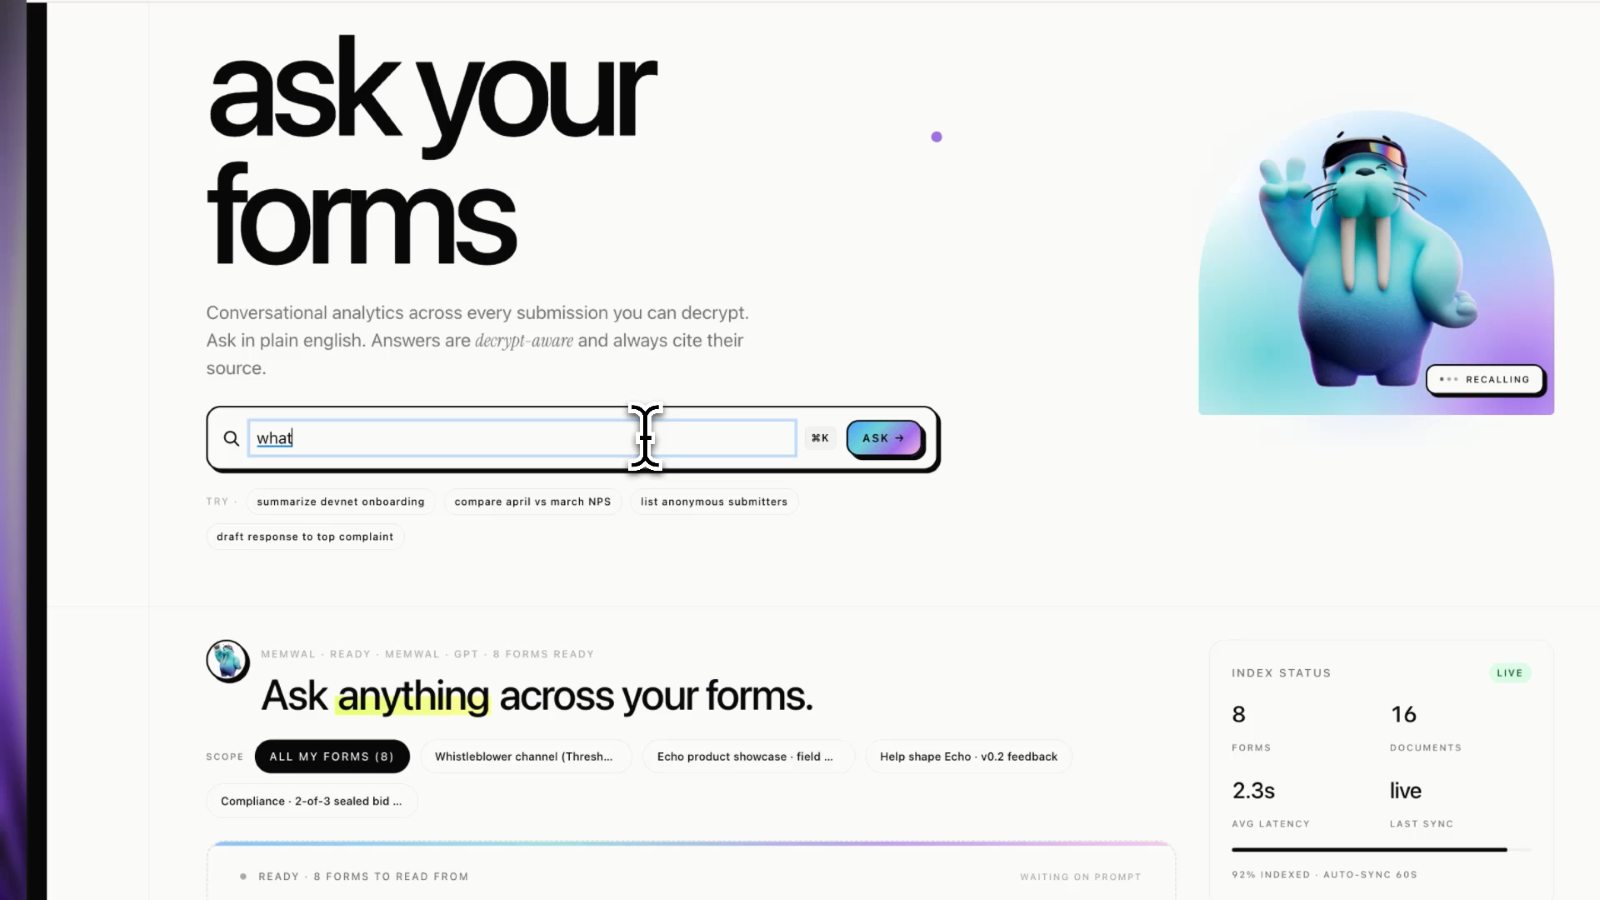 ask your
forms
Conversational analytics across every submission you can decrypt.
Ask in plain english. Answers are decrypt-aware and always cite their
source.
what
⌘K
ASK →
RECALLING
TRY ·
summarize devnet onboarding
compare april vs march NPS
list anonymous submitters
draft response to top complaint
MEMWAL · READY · MEMWAL · GPT · 8 FORMS READY
Ask anything across your forms.
SCOPE
ALL MY FORMS (8)
Whistleblower channel (Thresh...
Echo product showcase · field ...
Help shape Echo · v0.2 feedback
Compliance · 2-of-3 sealed bid ...
READY · 8 FORMS TO READ FROM
WAITING ON PROMPT
INDEX STATUS
LIVE
8
FORMS
16
DOCUMENTS
2.3s
AVG LATENCY
live
LAST SYNC
92% INDEXED · AUTO-SYNC 60S